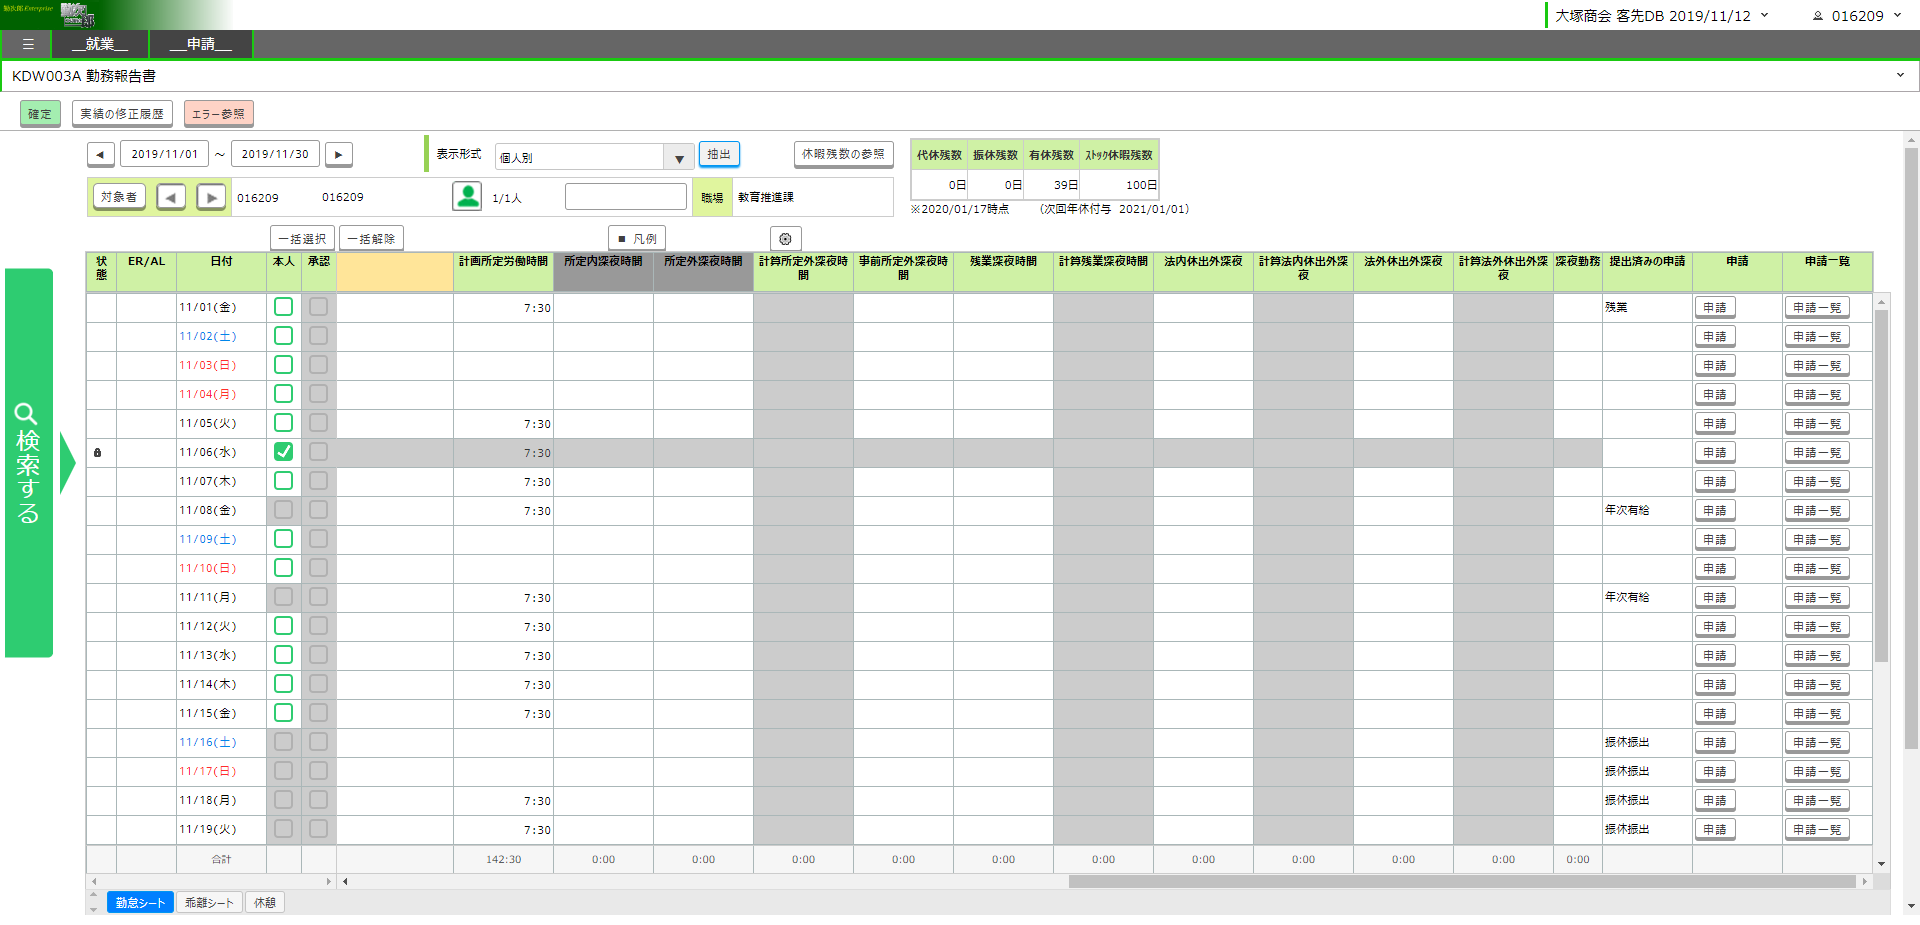 勤次郎Enterprise
大塚商会 客先DB 2019/11/12
016209
☰ __就業__ __申請__
KDW003A 勤務報告書
確定 実績の修正履歴 エラー参照
◀ 2019/11/01 ～ 2019/11/30 ▶ 表示形式 個人別 ▼ 抽出 休暇残数の参照
代休残数 振休残数 有休残数 ｽﾄｯｸ休暇残数
0日 0日 39日 100日
※2020/01/17時点 (次回年休付与 2021/01/01)
対象者 ◀ ▶ 016209 016209 1/1人 職場 教育推進課
一括選択 一括解除 ■ 凡例
検索する
状態 ER/AL 日付 本人 承認 計画所定労働時間 所定内深夜時間 所定外深夜時間 計算所定外深夜時間 事前所定外深夜時間 残業深夜時間 計算残業深夜時間 法内休出外深夜 計算法内休出外深夜 法外休出外深夜 計算法外休出外深夜 深夜勤務 提出済みの申請 申請 申請一覧
11/01(金) 7:30 残業 申請 申請一覧
11/02(土) 申請 申請一覧
11/03(日) 申請 申請一覧
11/04(月) 申請 申請一覧
11/05(火) 7:30 申請 申請一覧
11/06(水) 7:30 申請 申請一覧
11/07(木) 7:30 申請 申請一覧
11/08(金) 7:30 年次有給 申請 申請一覧
11/09(土) 申請 申請一覧
11/10(日) 申請 申請一覧
11/11(月) 7:30 年次有給 申請 申請一覧
11/12(火) 7:30 申請 申請一覧
11/13(水) 7:30 申請 申請一覧
11/14(木) 7:30 申請 申請一覧
11/15(金) 7:30 申請 申請一覧
11/16(土) 振休振出 申請 申請一覧
11/17(日) 振休振出 申請 申請一覧
11/18(月) 7:30 振休振出 申請 申請一覧
11/19(火) 7:30 振休振出 申請 申請一覧
合計 142:30 0:00 0:00 0:00 0:00 0:00 0:00 0:00 0:00 0:00 0:00 0:00
勤怠シート 乖離シート 休憩